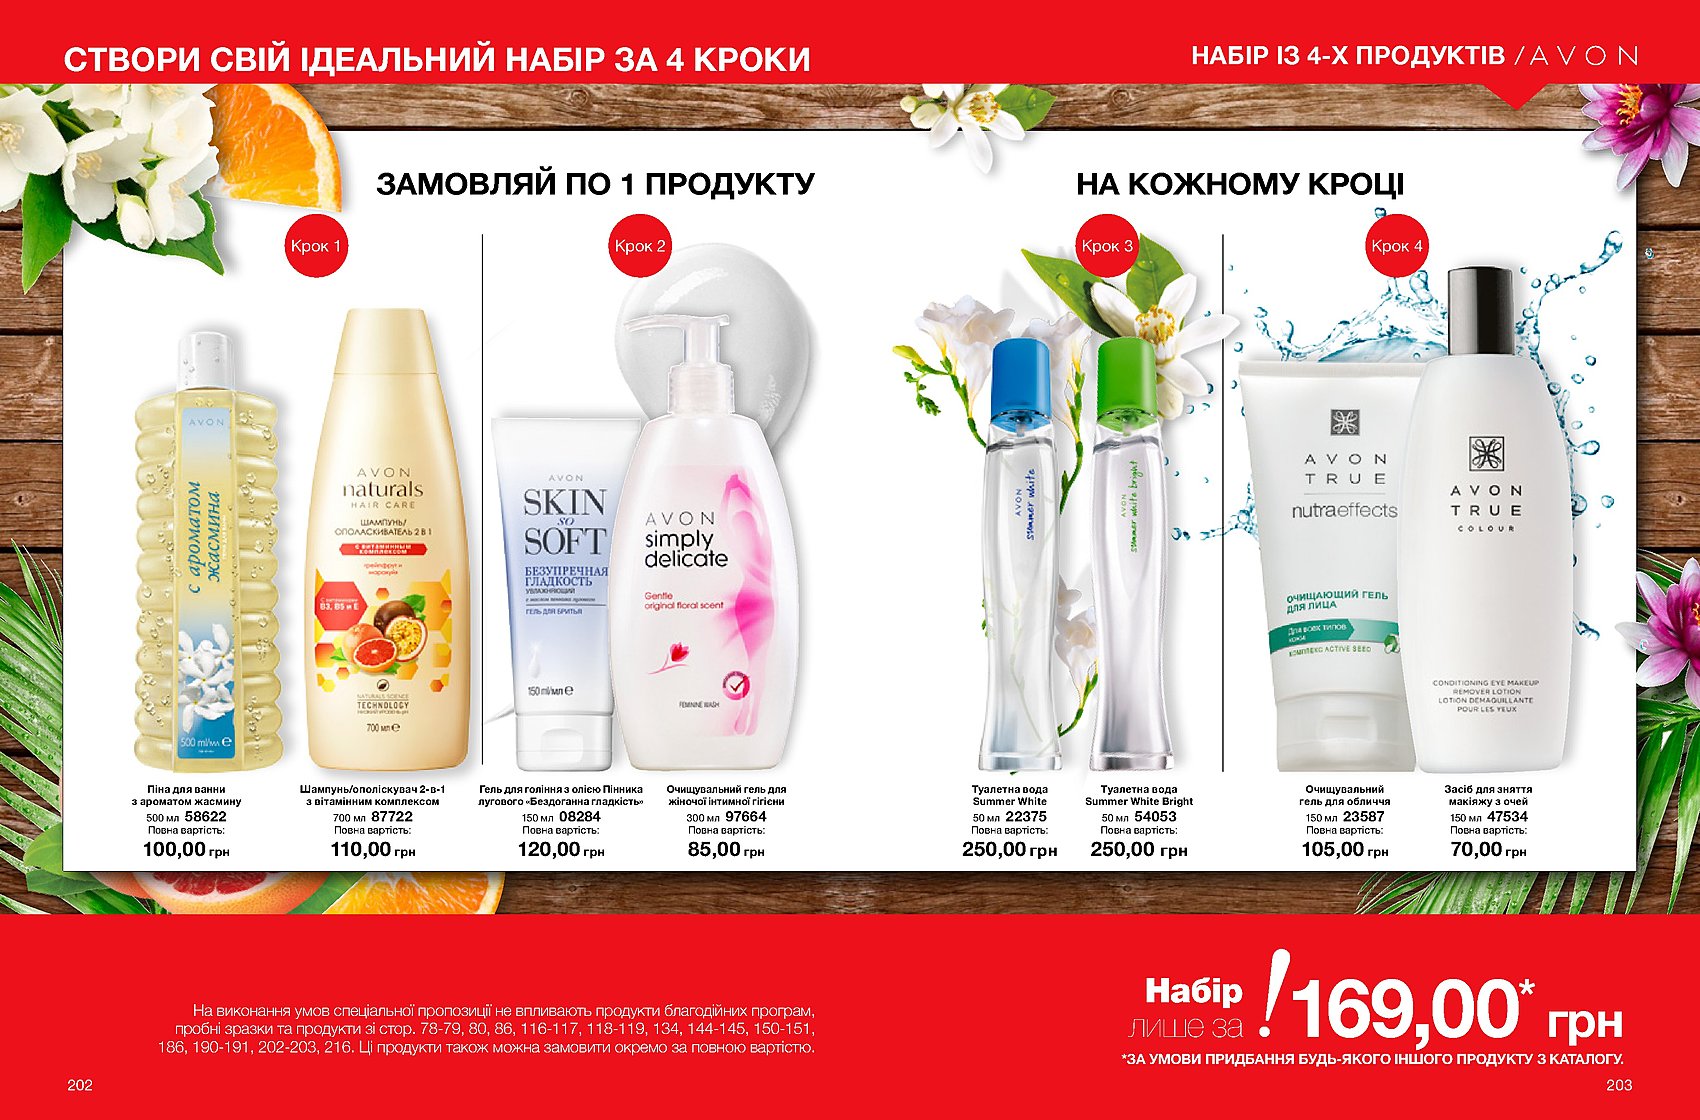 СТВОРИ СВІЙ ІДЕАЛЬНИЙ НАБІР ЗА 4 КРОКИ
НАБІР ІЗ 4-Х ПРОДУКТІВ / AVON
ЗАМОВЛЯЙ ПО 1 ПРОДУКТУ
НА КОЖНОМУ КРОЦІ
Крок 1
Крок 2
Крок 3
Крок 4
AVON
с ароматом
жасмина
500 ml/мл e
AVON
naturals
HAIR CARE
ШАМПУНЬ/
ОПОЛАСКИВАТЕЛЬ 2 В 1
С ВИТАМИННЫМ
КОМПЛЕКСОМ
грейпфрут и
маракуйя
С ВИТАМИНАМИ
B3, B5 и E
NATURALS SCIENCE
TECHNOLOGY
700 мл e
AVON
SKIN
so
SOFT
БЕЗУПРЕЧНАЯ
ГЛАДКОСТЬ
УВЛАЖНЯЮЩИЙ
ГЕЛЬ ДЛЯ БРИТЬЯ
150 ml/мл e
AVON
simply
delicate
Gentle
original floral scent
FEMININE WASH
AVON
summer white
AVON
summer white bright
AVON
TRUE
nutraeffects
ОЧИЩАЮЩИЙ ГЕЛЬ
ДЛЯ ЛИЦА
Для всех типов
кожи
КОМПЛЕКС ACTIVE SEED
AVON
TRUE
COLOUR
CONDITIONING EYE MAKEUP
REMOVER LOTION
LOTION DÉMAQUILLANTE
POUR LES YEUX
Піна для ванни
з ароматом жасмину
500 мл 58622
Повна вартість:
100,00 грн
Шампунь/ополіскувач 2-в-1
з вітамінним комплексом
700 мл 87722
Повна вартість:
110,00 грн
Гель для гоління з олією Пінника
лугового «Бездоганна гладкість»
150 мл 08284
Повна вартість:
120,00 грн
Очищувальний гель для
жіночої інтимної гігієни
300 мл 97664
Повна вартість:
85,00 грн
Туалетна вода
Summer White
50 мл 22375
Повна вартість:
250,00 грн
Туалетна вода
Summer White Bright
50 мл 54053
Повна вартість:
250,00 грн
Очищувальний
гель для обличчя
150 мл 23587
Повна вартість:
105,00 грн
Засіб для зняття
макіяжу з очей
150 мл 47534
Повна вартість:
70,00 грн
На виконання умов спеціальної пропозиції не впливають продукти благодійних програм,
пробні зразки та продукти зі стор. 78-79, 80, 86, 116-117, 118-119, 134, 144-145, 150-151,
186, 190-191, 202-203, 216. Ці продукти також можна замовити окремо за повною вартістю.
Набір
лише за
! 169,00* грн
*ЗА УМОВИ ПРИДБАННЯ БУДЬ-ЯКОГО ІНШОГО ПРОДУКТУ З КАТАЛОГУ.
202
203